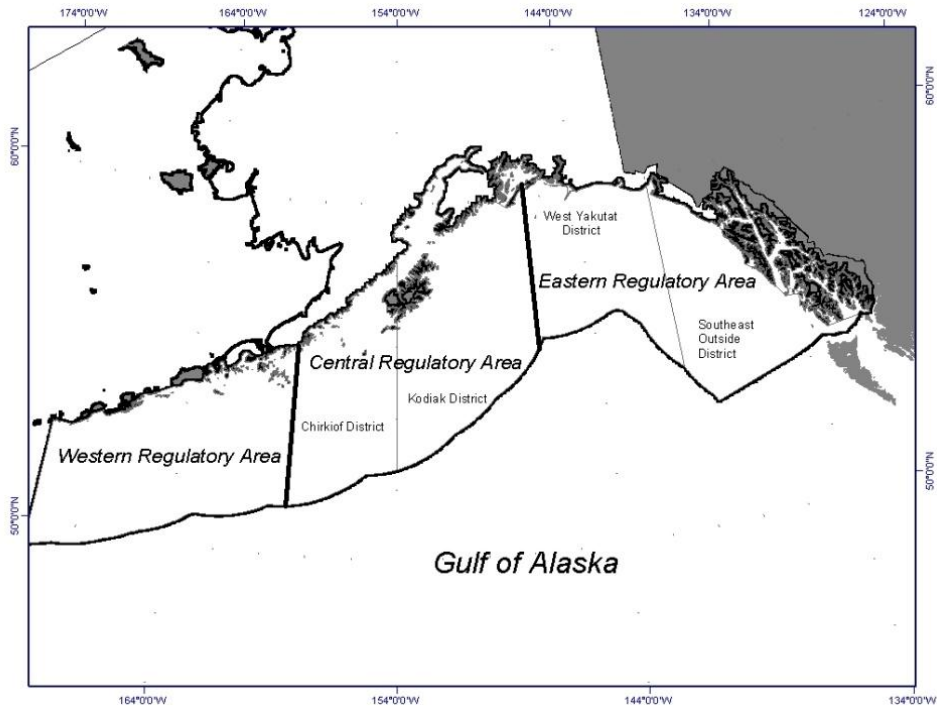 174°0'0"W 164°0'0"W 154°0'0"W 144°0'0"W 134°0'0"W 124°0'0"W
60°0'0"N
60°0'0"N
West Yakutat
District
Eastern Regulatory Area
Southeast
Outside
District
Central Regulatory Area
Kodiak District
Chirkiof District
Western Regulatory Area
50°0'0"N
50°0'0"N
Gulf of Alaska
164°0'0"W 154°0'0"W 144°0'0"W 134°0'0"W